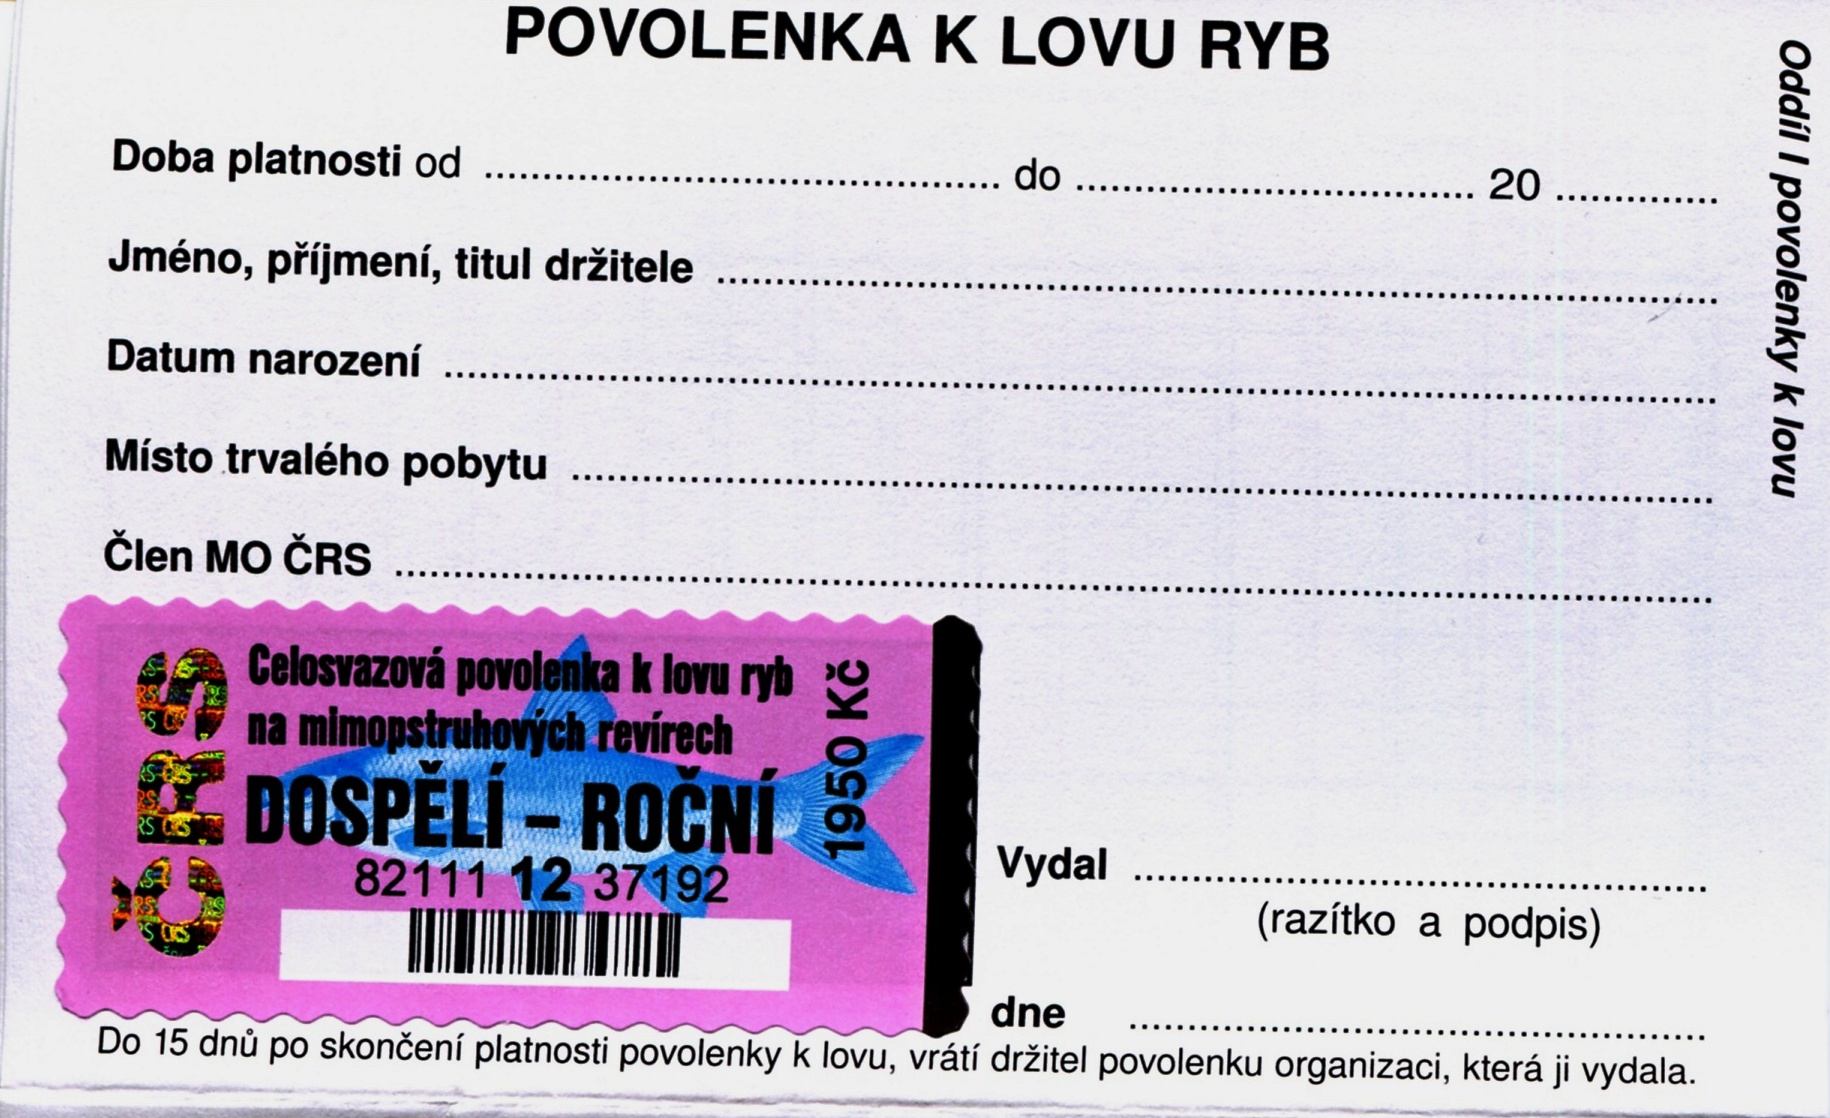 POVOLENKA K LOVU RYB
Oddíl I povolenky k lovu
Doba platnosti od ........ do ........ 20 ........
Jméno, příjmení, titul držitele ........
Datum narození ........
Místo trvalého pobytu ........
Člen MO ČRS ........
ČRS
Celosvazová povolenka k lovu ryb
na mimopstruhových revírech
DOSPĚLÍ – ROČNÍ
82111 12 37192
1950 Kč
Vydal ........
(razítko a podpis)
dne ........
Do 15 dnů po skončení platnosti povolenky k lovu, vrátí držitel povolenku organizaci, která ji vydala.